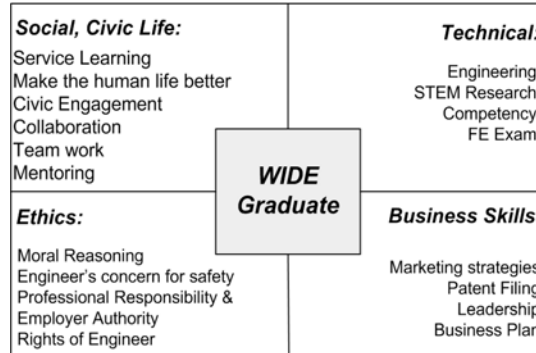 Social, Civic Life:
Service Learning
Make the human life better
Civic Engagement
Collaboration
Team work
Mentoring
Technical:
Engineering
STEM Research
Competency
FE Exam
WIDE
Graduate
Ethics:
Moral Reasoning
Engineer's concern for safety
Professional Responsibility &
Employer Authority
Rights of Engineer
Business Skills
Marketing strategies
Patent Filing
Leadership
Business Plan